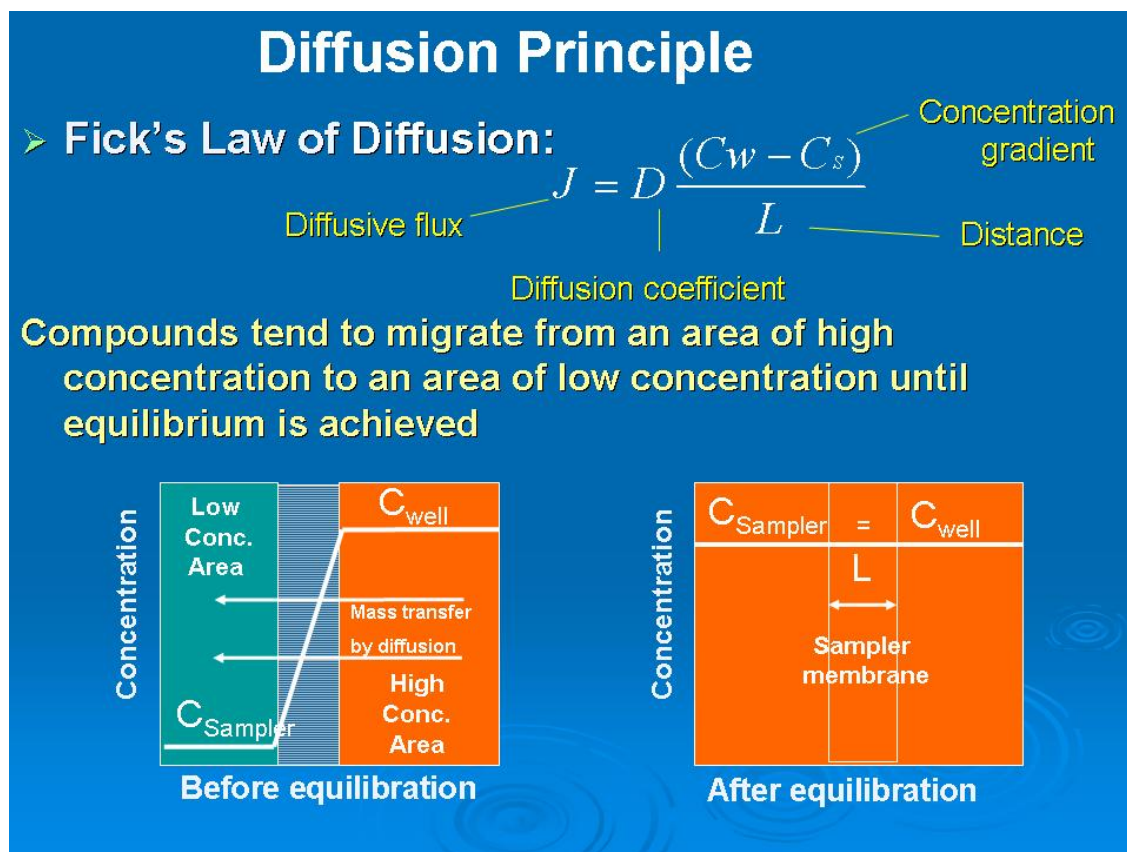 Diffusion Principle
➢ Fick's Law of Diffusion:
J = D (Cw – Cs) / L
Concentration
gradient
Diffusive flux
Distance
Diffusion coefficient
Compounds tend to migrate from an area of high
concentration to an area of low concentration until
equilibrium is achieved
Concentration
Low
Conc.
Area
CSampler
Cwell
Mass transfer
by diffusion
High
Conc.
Area
Before equilibration
Concentration
CSampler = Cwell
L
Sampler
membrane
After equilibration